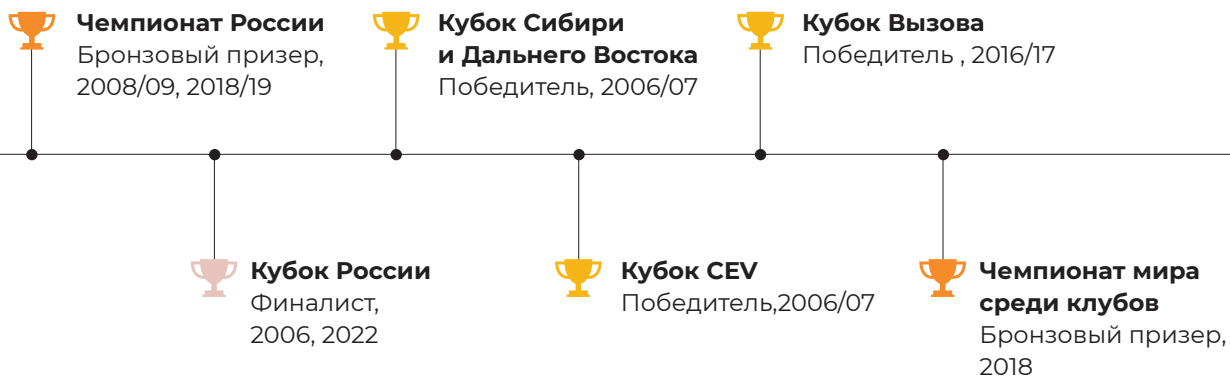 Чемпионат России
Бронзовый призер,
2008/09, 2018/19
Кубок Сибири
и Дальнего Востока
Победитель, 2006/07
Кубок Вызова
Победитель , 2016/17
Кубок России
Финалист,
2006, 2022
Кубок CEV
Победитель,2006/07
Чемпионат мира
среди клубов
Бронзовый призер,
2018